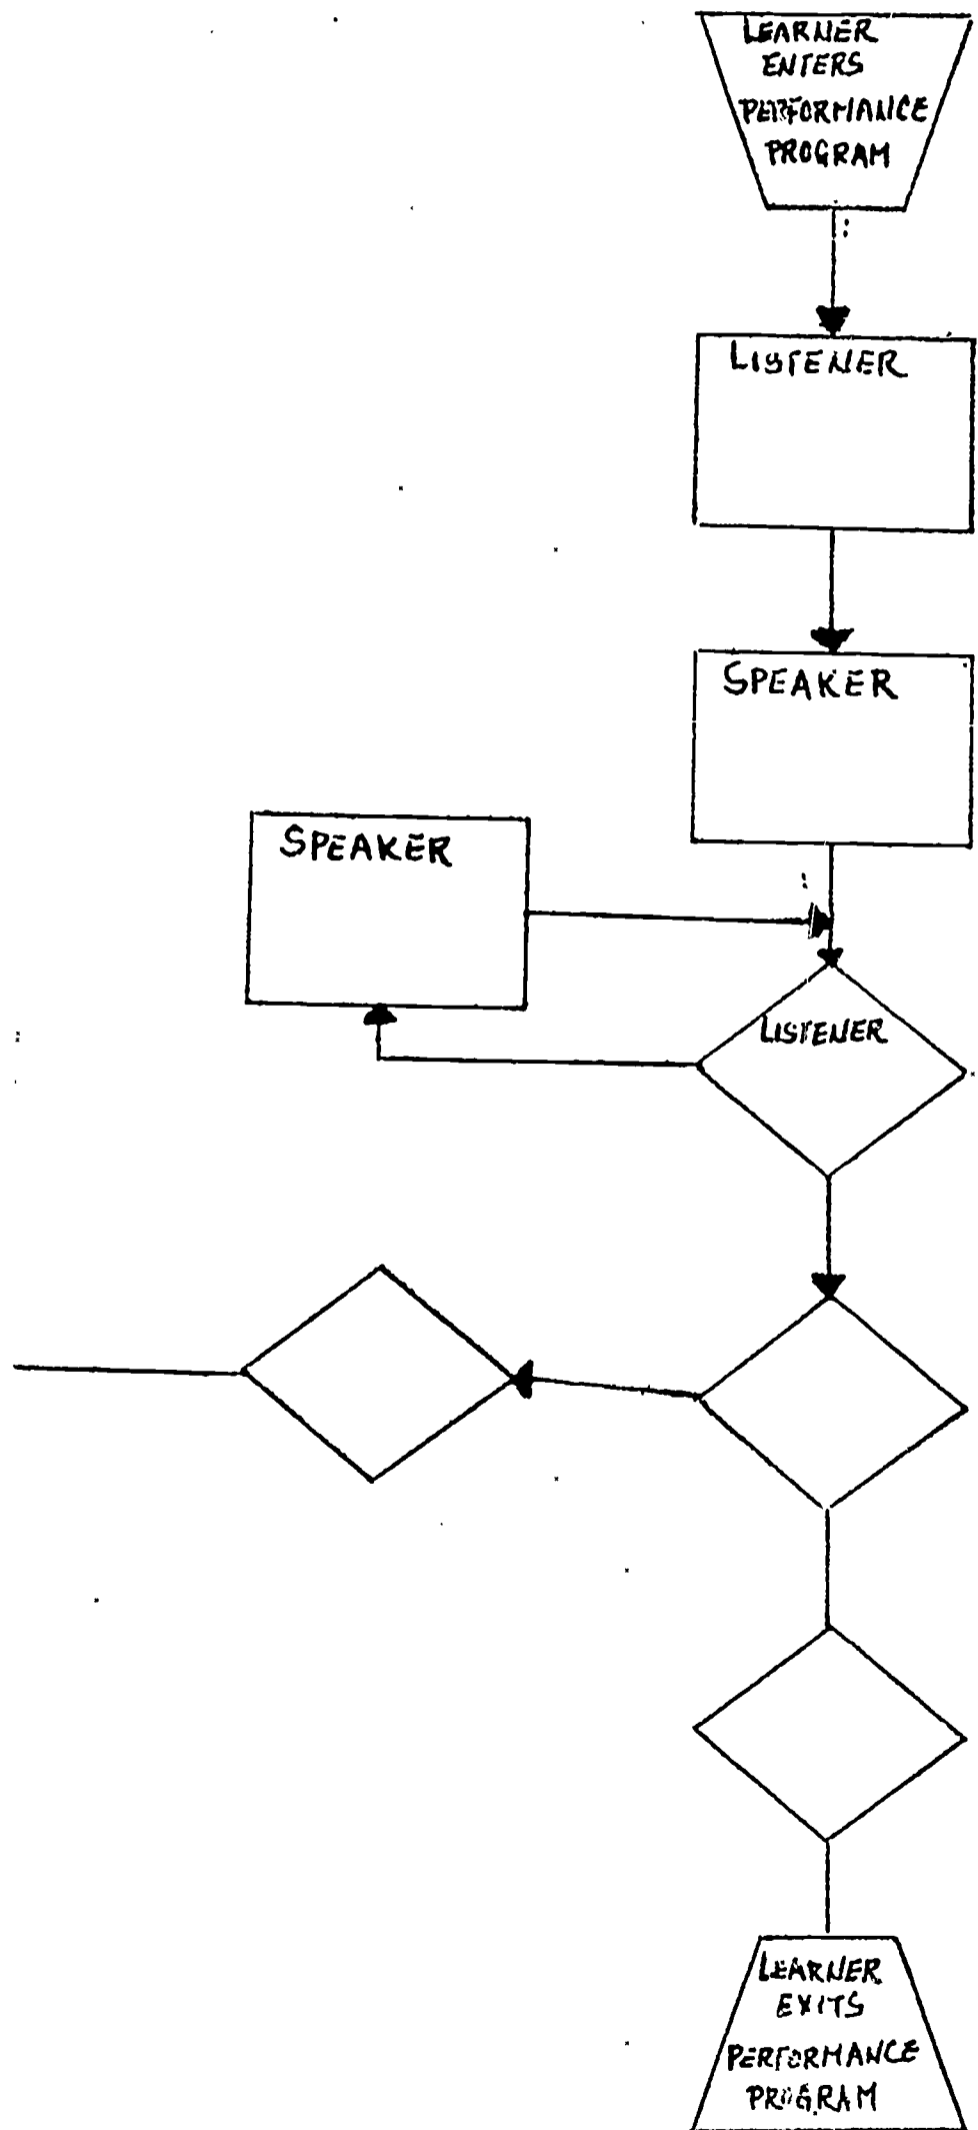 LEARNER
ENTERS
PERFORMANCE
PROGRAM
LISTENER
SPEAKER
SPEAKER
LISTENER
LEARNER
EXITS
PERFORMANCE
PROGRAM